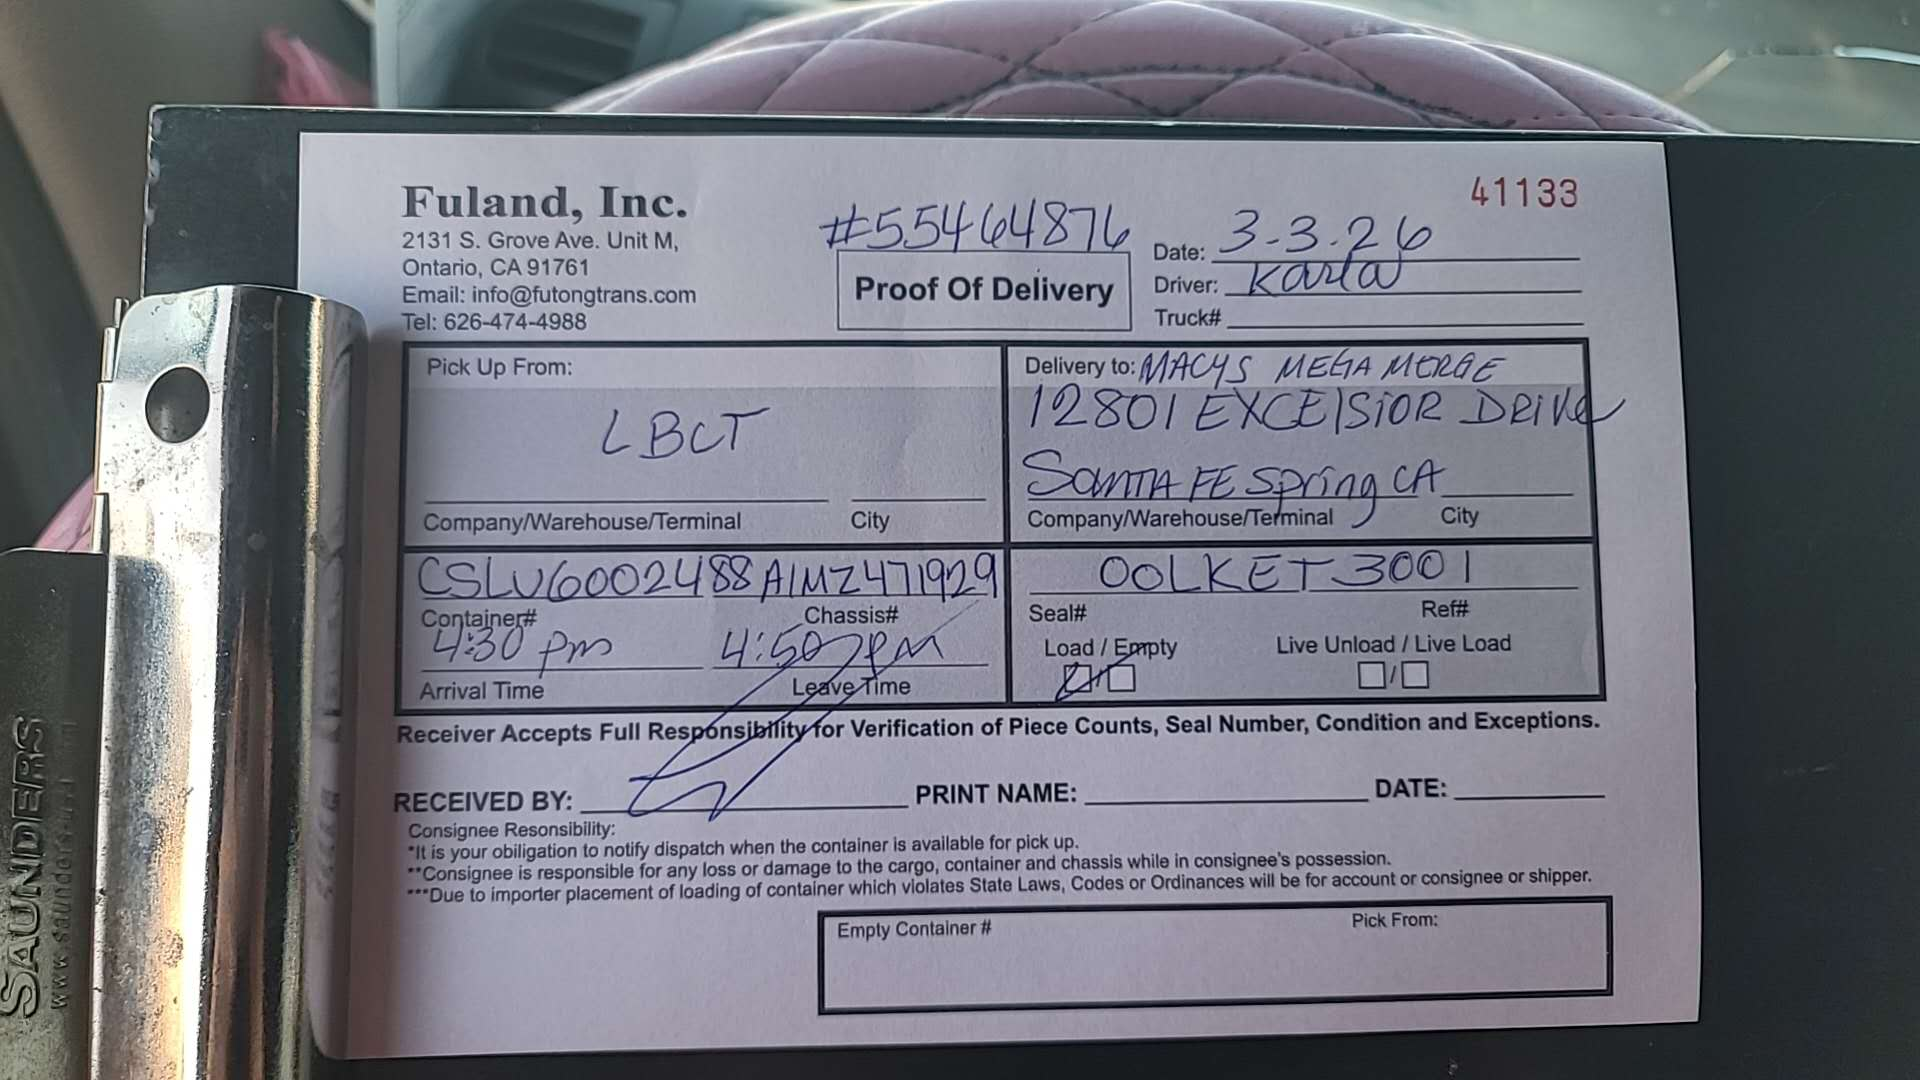 Fuland, Inc.
2131 S. Grove Ave. Unit M,
Ontario, CA 91761
Email: info@futongtrans.com
Tel: 626-474-4988
#55464876
Proof Of Delivery
41133
Date: 3-3-26
Driver: Karla
Truck#
Pick Up From:
LBCT
Company/Warehouse/Terminal City
Delivery to: MACYS MEGA MERGE
12801 EXCELSIOR DRIVE
SANTA FE Spring CA
Company/Warehouse/Terminal City
CSLU6002488 AIMZ471929
Container# Chassis#
4:30 pm 4:50 pm
Arrival Time Leave Time
OOLKET3001
Seal# Ref#
Load / Empty Live Unload / Live Load
/ /
Receiver Accepts Full Responsibility for Verification of Piece Counts, Seal Number, Condition and Exceptions.
RECEIVED BY: PRINT NAME: DATE:
Consignee Resonsibility:
*It is your obiligation to notify dispatch when the container is available for pick up.
**Consignee is responsible for any loss or damage to the cargo, container and chassis while in consignee's possession.
***Due to importer placement of loading of container which violates State Laws, Codes or Ordinances will be for account or consignee or shipper.
Empty Container # Pick From:
SAUNDERS